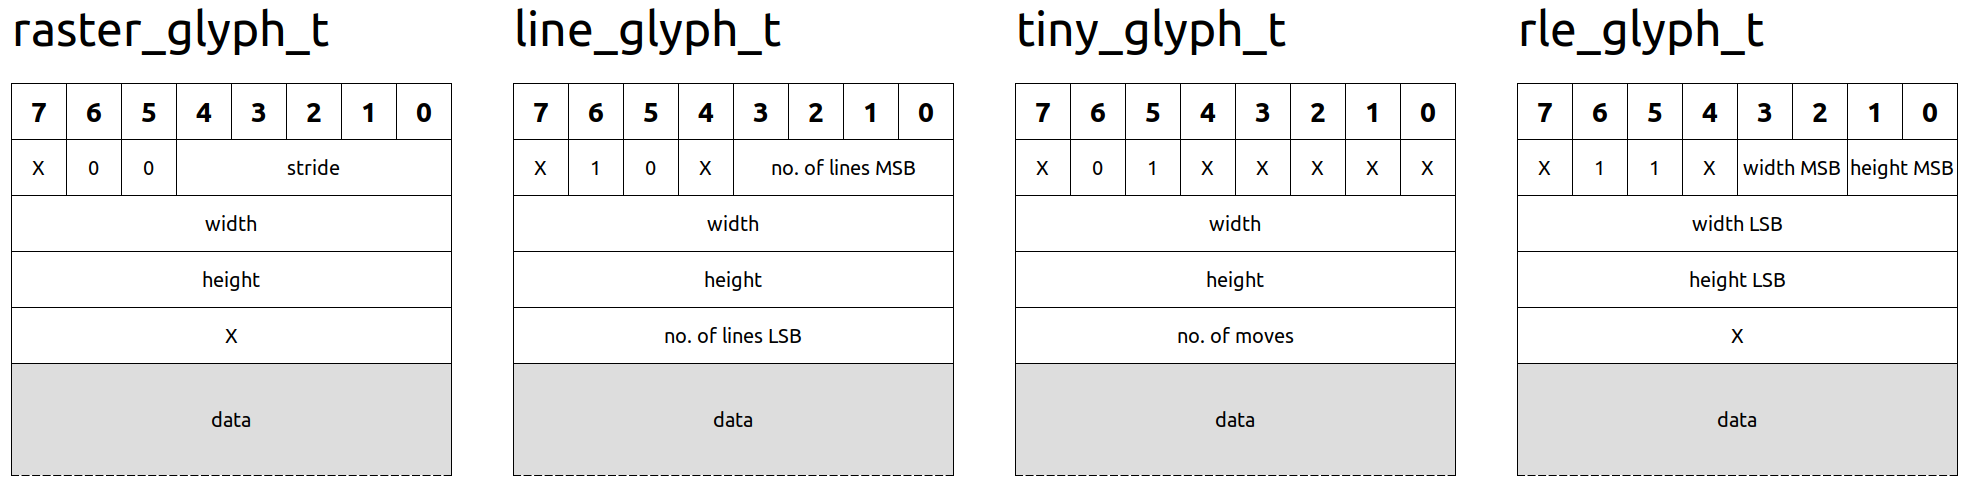 raster_glyph_t line_glyph_t tiny_glyph_t rle_glyph_t
7 6 5 4 3 2 1 0 7 6 5 4 3 2 1 0 7 6 5 4 3 2 1 0 7 6 5 4 3 2 1 0
X 0 0 stride X 1 0 X no. of lines MSB X 0 1 X X X X X X 1 1 X width MSB height MSB
width width width width LSB
height height height height LSB
X no. of lines LSB no. of moves X
data data data data